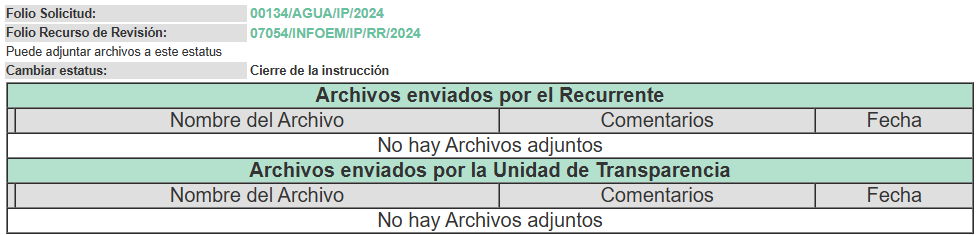 Folio Solicitud: 00134/AGUA/IP/2024
Folio Recurso de Revisión: 07054/INFOEM/IP/RR/2024
Puede adjuntar archivos a este estatus
Cambiar estatus: Cierre de la instrucción
Archivos enviados por el Recurrente
Nombre del Archivo Comentarios Fecha
No hay Archivos adjuntos
Archivos enviados por la Unidad de Transparencia
Nombre del Archivo Comentarios Fecha
No hay Archivos adjuntos